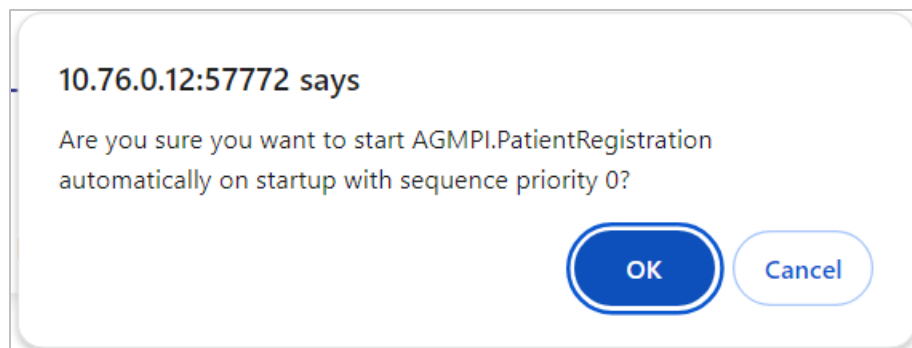 10.76.0.12:57772 says
Are you sure you want to start AGMPI.PatientRegistration
automatically on startup with sequence priority 0?
OK
Cancel